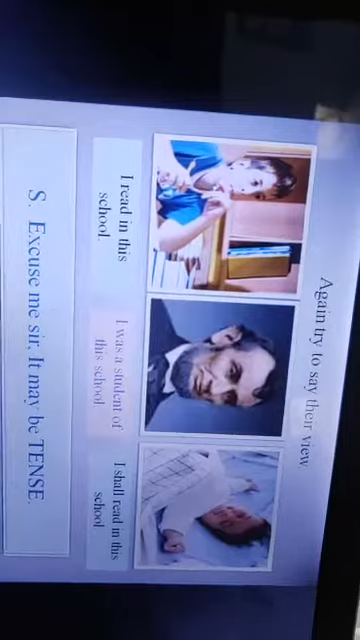 Again try to say their view
I read in this
school.
I was a student of
this school
I shall read in this
school
S. Excuse me sir. It may be TENSE